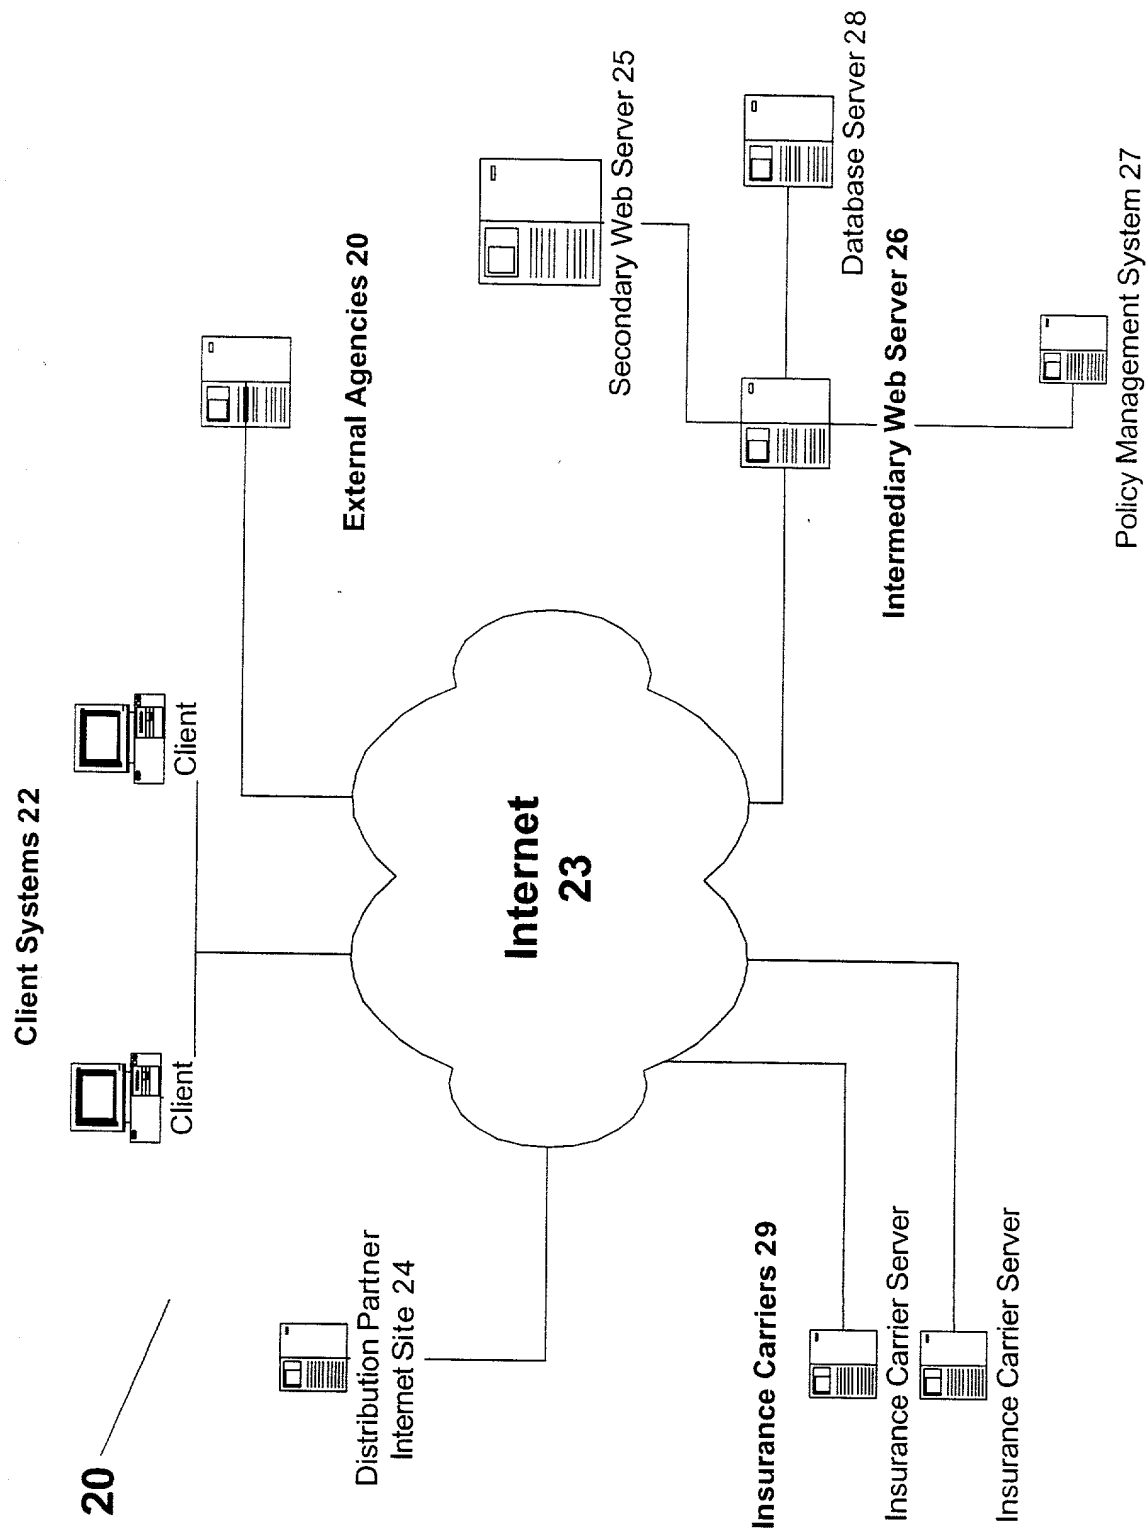 20
Client Systems 22
Client
Client
External Agencies 20
Distribution Partner
Internet Site 24
Internet
23
Secondary Web Server 25
Insurance Carriers 29
Insurance Carrier Server
Insurance Carrier Server
Database Server 28
Intermediary Web Server 26
Policy Management System 27